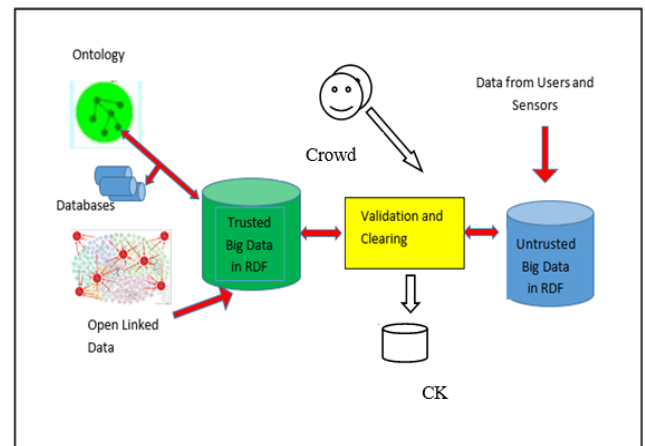 Ontology
Databases
Open Linked
Data
Trusted
Big Data
in RDF
Crowd
Validation and
Clearing
CK
Data from Users and
Sensors
Untrusted
Big Data
in RDF